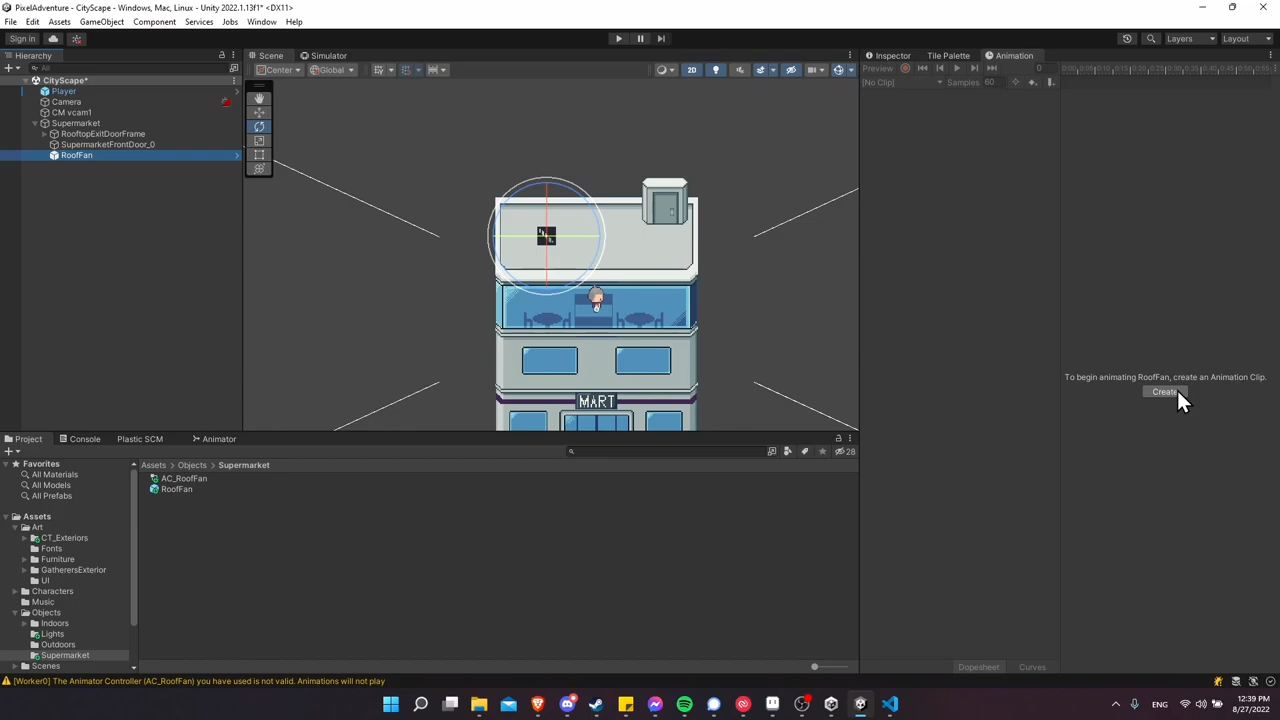 PixelAdventure - CityScape - Windows, Mac, Linux - Unity 2022.1.13f1* <DX11>
File Edit Assets GameObject Component Services Jobs Window Help
Sign in
Layers
Layout
Hierarchy
Scene
Simulator
Inspector
Tile Palette
Animation
All
Center
Global
2D
Preview
0
[No Clip]
Samples 60
CityScape*
Player
Camera
CM vcam1
Supermarket
RooftopExitDoorFrame
SupermarketFrontDoor_0
RoofFan
MART
To begin animating RoofFan, create an Animation Clip.
Create
Project
Console
Plastic SCM
Animator
28
Favorites
All Materials
All Models
All Prefabs
Assets
Art
CT_Exteriors
Fonts
Furniture
GatherersExterior
UI
Characters
Music
Objects
Indoors
Lights
Outdoors
Supermarket
Scenes
Assets > Objects > Supermarket
AC_RoofFan
RoofFan
Dopesheet
Curves
[Worker0] The Animator Controller (AC_RoofFan) you have used is not valid. Animations will not play
ENG
12:39 PM
8/27/2022